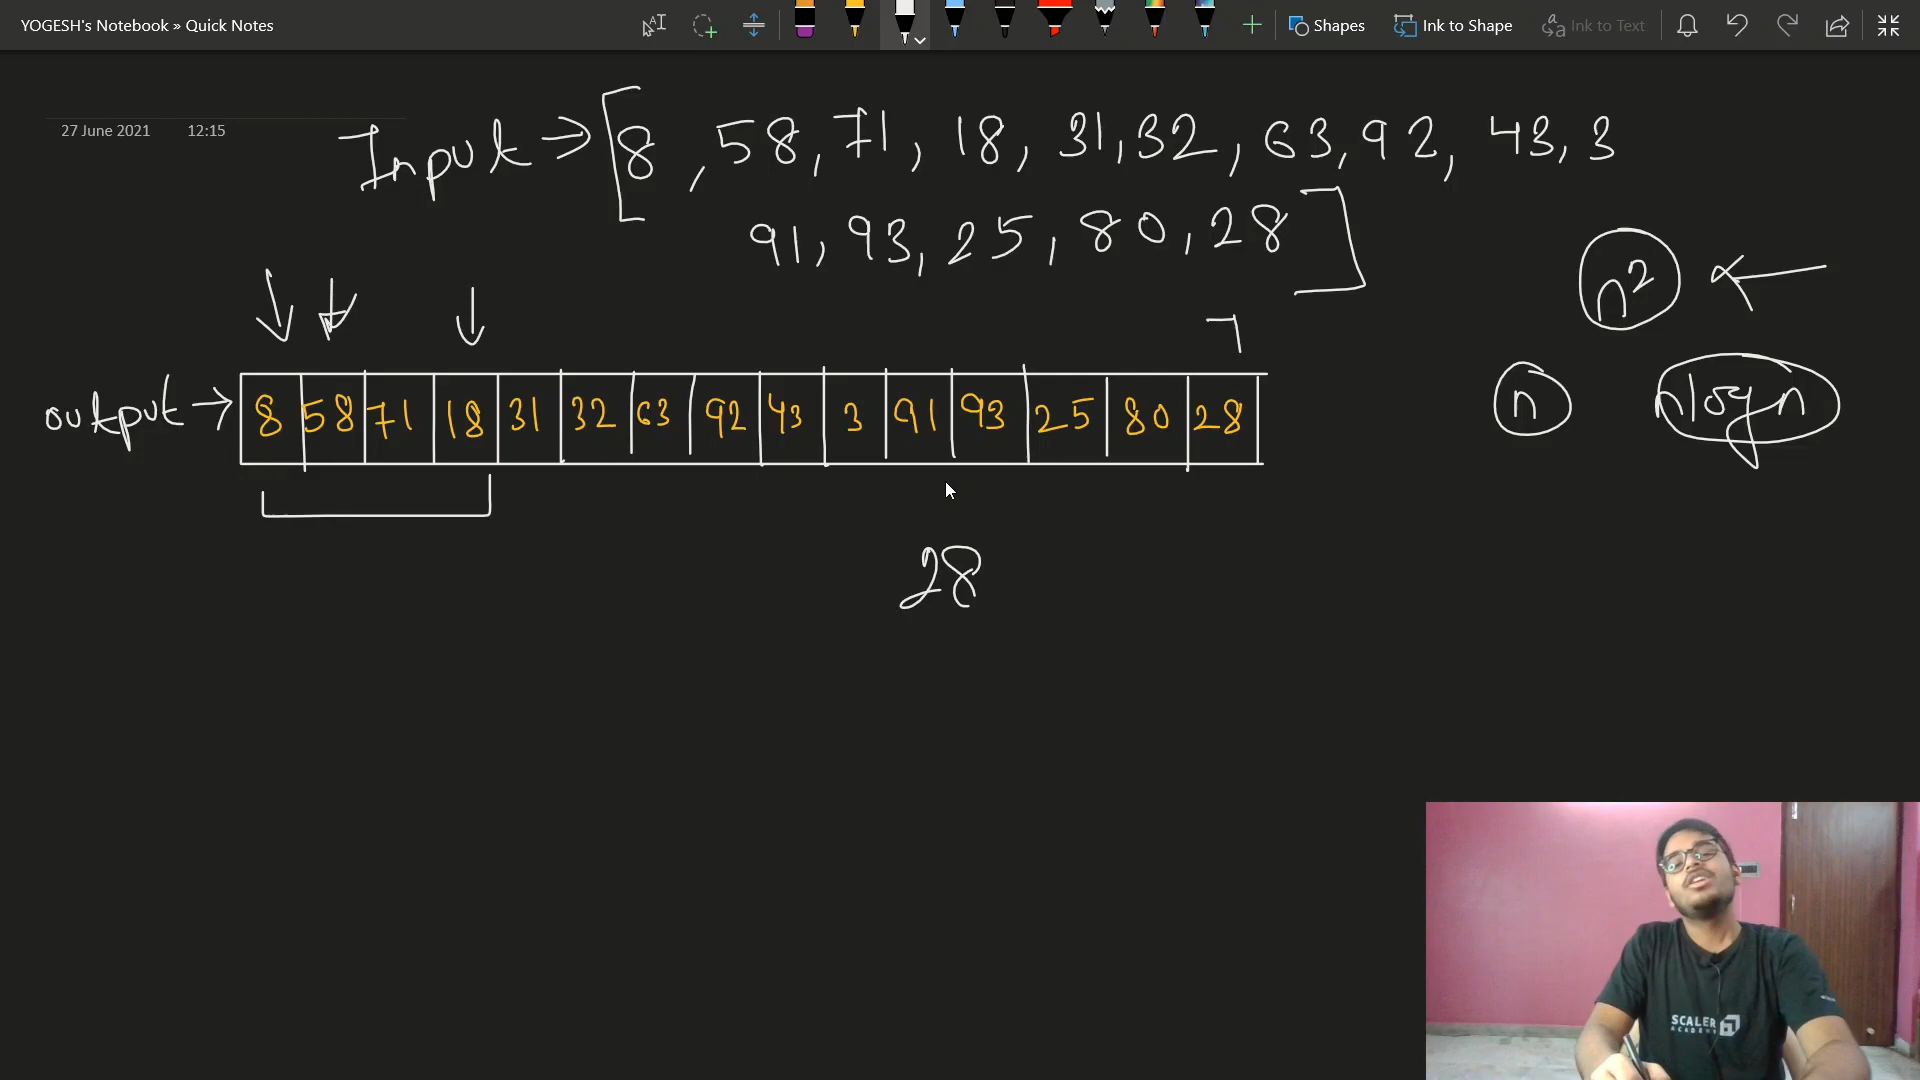 YOGESH's Notebook » Quick Notes
Shapes
Ink to Shape
Ink to Text
27 June 2021 12:15
Input → [8, 58, 71, 18, 31, 32, 63, 92, 43, 3
91, 93, 25, 80, 28]
n²
output → 8 58 71 18 31 32 63 92 43 3 91 93 25 80 28
n nlogn
28
SCALER
ACADEMY